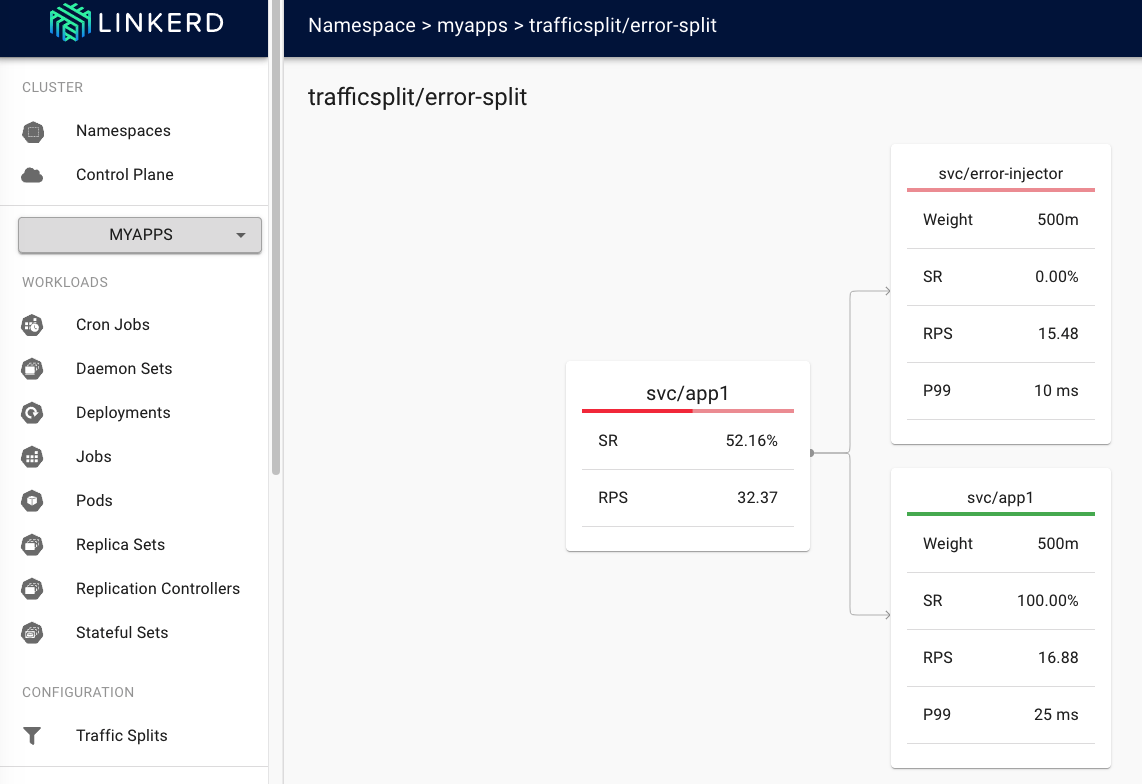 LINKERD
Namespace > myapps > trafficsplit/error-split
CLUSTER
Namespaces
Control Plane
MYAPPS
WORKLOADS
Cron Jobs
Daemon Sets
Deployments
Jobs
Pods
Replica Sets
Replication Controllers
Stateful Sets
CONFIGURATION
Traffic Splits
trafficsplit/error-split
svc/app1
SR 52.16%
RPS 32.37
svc/error-injector
Weight 500m
SR 0.00%
RPS 15.48
P99 10 ms
svc/app1
Weight 500m
SR 100.00%
RPS 16.88
P99 25 ms